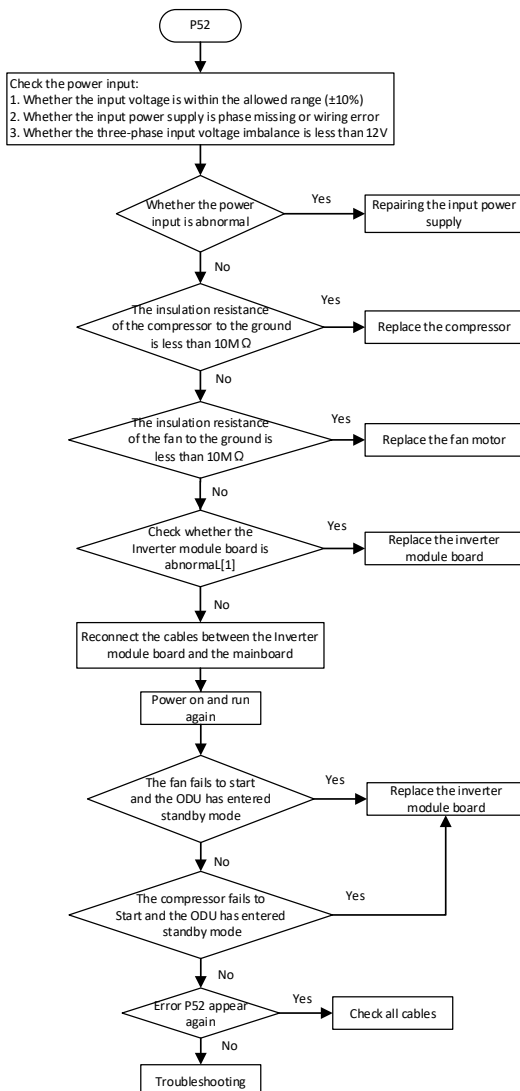 P52
Check the power input:
1. Whether the input voltage is within the allowed range (±10%)
2. Whether the input power supply is phase missing or wiring error
3. Whether the three-phase input voltage imbalance is less than 12V
Whether the power
input is abnormal
Yes
Repairing the input power
supply
No
The insulation resistance
of the compressor to the ground
is less than 10MΩ
Yes
Replace the compressor
No
The insulation resistance
of the fan to the ground is
less than 10MΩ
Yes
Replace the fan motor
No
Check whether the
Inverter module board is
abnormaL[1]
Yes
Replace the inverter
module board
No
Reconnect the cables between the Inverter
module board and the mainboard
Power on and run
again
The fan fails to start
and the ODU has entered
standby mode
Yes
Replace the inverter
module board
No
The compressor fails to
Start and the ODU has entered
standby mode
Yes
No
Error P52 appear
again
Yes
Check all cables
No
Troubleshooting